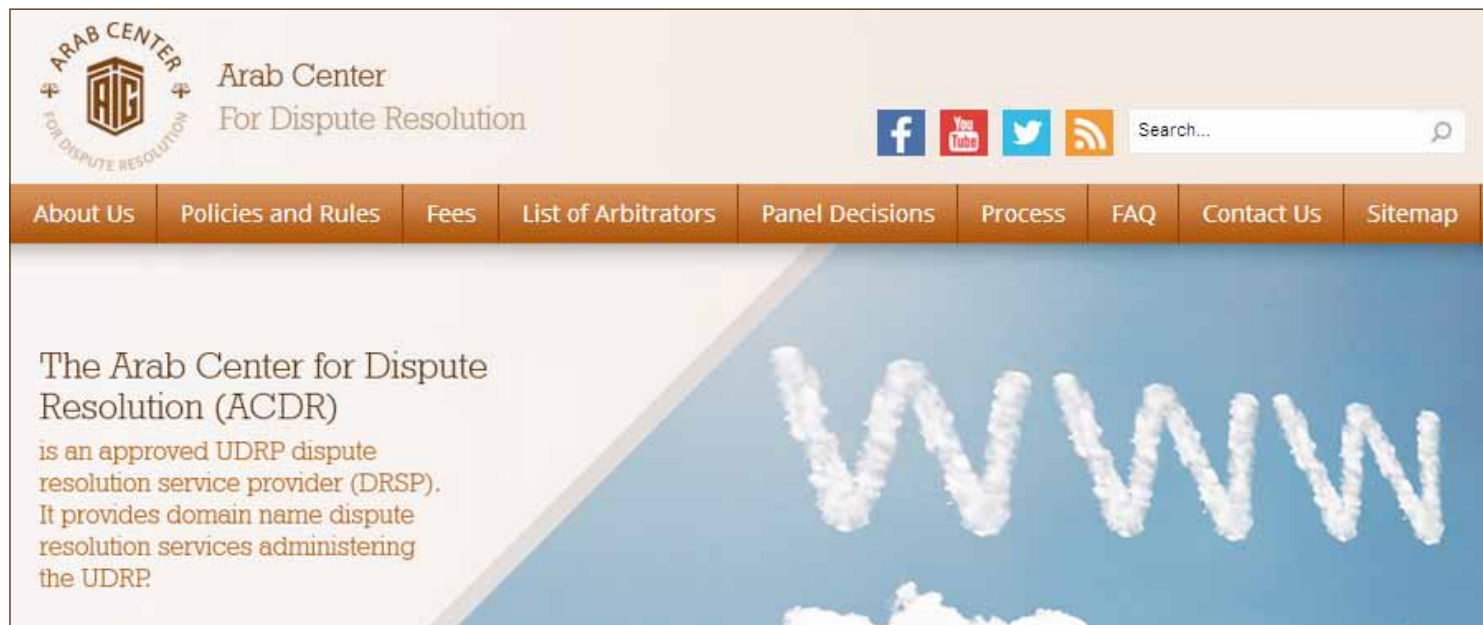 ARAB CENTER
FOR DISPUTE RESOLUTION
Arab Center
For Dispute Resolution
f
You
Tube
Search...
About Us
Policies and Rules
Fees
List of Arbitrators
Panel Decisions
Process
FAQ
Contact Us
Sitemap
The Arab Center for Dispute
Resolution (ACDR)
is an approved UDRP dispute
resolution service provider (DRSP).
It provides domain name dispute
resolution services administering
the UDRP.
WWW